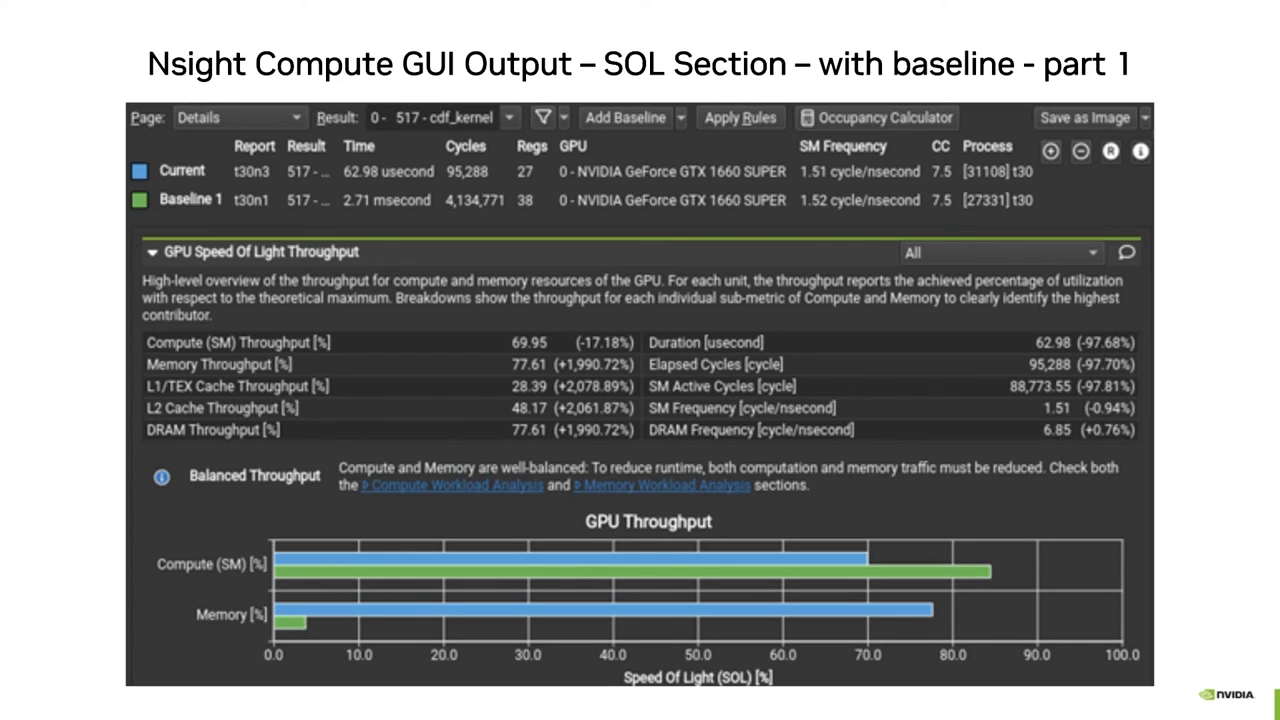 Nsight Compute GUI Output – SOL Section – with baseline - part 1
Page: Details Result: 0 - 517 - cdf_kernel Add Baseline Apply Rules Occupancy Calculator Save as Image
Report Result Time Cycles Regs GPU SM Frequency CC Process
Current t30n3 517 - ... 62.98 usecond 95,288 27 0 - NVIDIA GeForce GTX 1660 SUPER 1.51 cycle/nsecond 7.5 [31108] t30
Baseline 1 t30n1 517 - ... 2.71 msecond 4,134,771 38 0 - NVIDIA GeForce GTX 1660 SUPER 1.52 cycle/nsecond 7.5 [27331] t30
GPU Speed Of Light Throughput All
High-level overview of the throughput for compute and memory resources of the GPU. For each unit, the throughput reports the achieved percentage of utilization
with respect to the theoretical maximum. Breakdowns show the throughput for each individual sub-metric of Compute and Memory to clearly identify the highest
contributor.
Compute (SM) Throughput [%] 69.95 (-17.18%) Duration [usecond] 62.98 (-97.68%)
Memory Throughput [%] 77.61 (+1,990.72%) Elapsed Cycles [cycle] 95,288 (-97.70%)
L1/TEX Cache Throughput [%] 28.39 (+2,078.89%) SM Active Cycles [cycle] 88,773.55 (-97.81%)
L2 Cache Throughput [%] 48.17 (+2,061.87%) SM Frequency [cycle/nsecond] 1.51 (-0.94%)
DRAM Throughput [%] 77.61 (+1,990.72%) DRAM Frequency [cycle/nsecond] 6.85 (+0.76%)
Balanced Throughput Compute and Memory are well-balanced: To reduce runtime, both computation and memory traffic must be reduced. Check both
the Compute Workload Analysis and Memory Workload Analysis sections.
GPU Throughput
Compute (SM) [%]
Memory [%]
0.0 10.0 20.0 30.0 40.0 50.0 60.0 70.0 80.0 90.0 100.0
Speed Of Light (SOL) [%]
NVIDIA